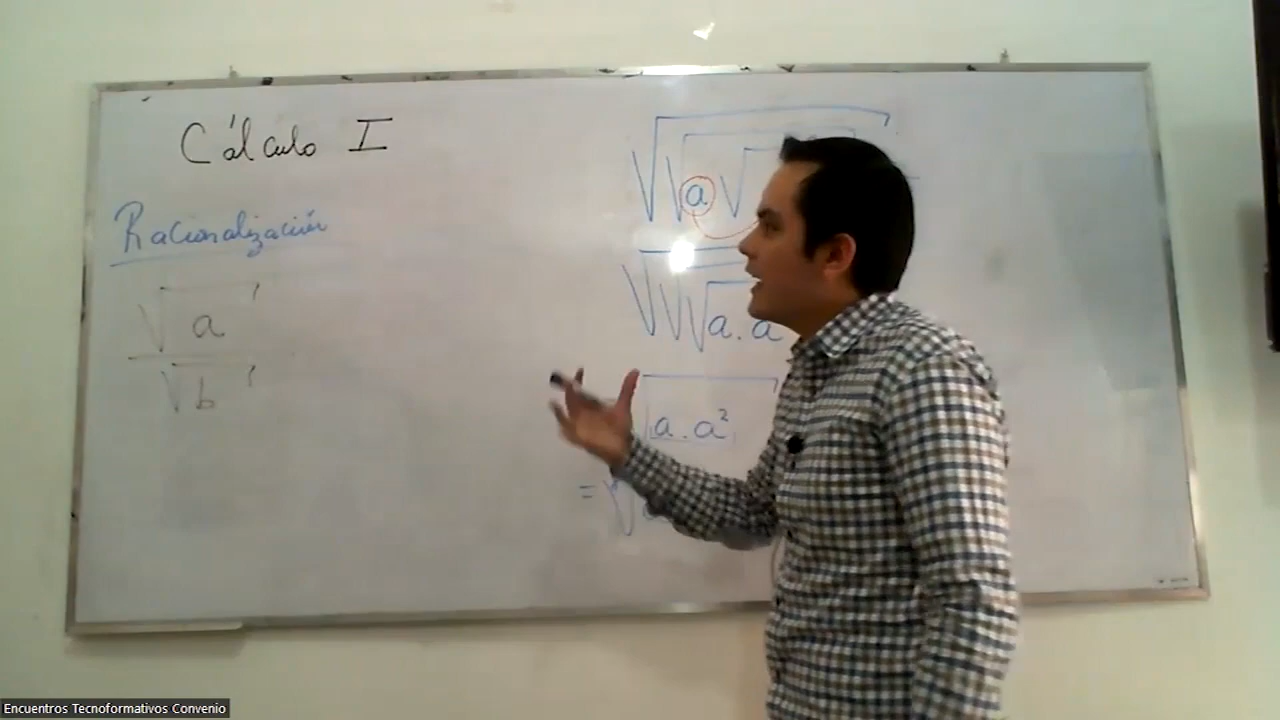 Cálculo I
Racionalización
√a
√b
√√a√
√√√a.a
a.a²
= √
Encuentros Tecnoformativos Convenio